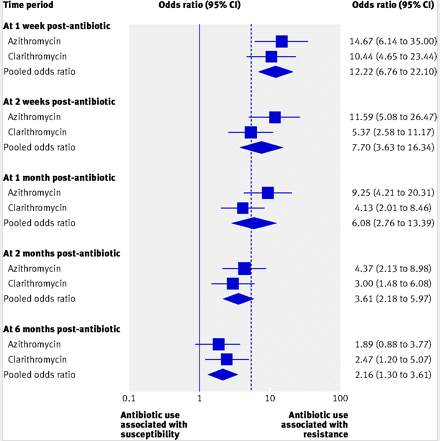 Time period Odds ratio (95% CI) Odds ratio (95% CI)
At 1 week post-antibiotic
Azithromycin 14.67 (6.14 to 35.00)
Clarithromycin 10.44 (4.65 to 23.44)
Pooled odds ratio 12.22 (6.76 to 22.10)
At 2 weeks post-antibiotic
Azithromycin 11.59 (5.08 to 26.47)
Clarithromycin 5.37 (2.58 to 11.17)
Pooled odds ratio 7.70 (3.63 to 16.34)
At 1 month post-antibiotic
Azithromycin 9.25 (4.21 to 20.31)
Clarithromycin 4.13 (2.01 to 8.46)
Pooled odds ratio 6.08 (2.76 to 13.39)
At 2 months post-antibiotic
Azithromycin 4.37 (2.13 to 8.98)
Clarithromycin 3.00 (1.48 to 6.08)
Pooled odds ratio 3.61 (2.18 to 5.97)
At 6 months post-antibiotic
Azithromycin 1.89 (0.88 to 3.77)
Clarithromycin 2.47 (1.20 to 5.07)
Pooled odds ratio 2.16 (1.30 to 3.61)
0.1 1 10 100
Antibiotic use Antibiotic use
associated with associated with
susceptibility resistance